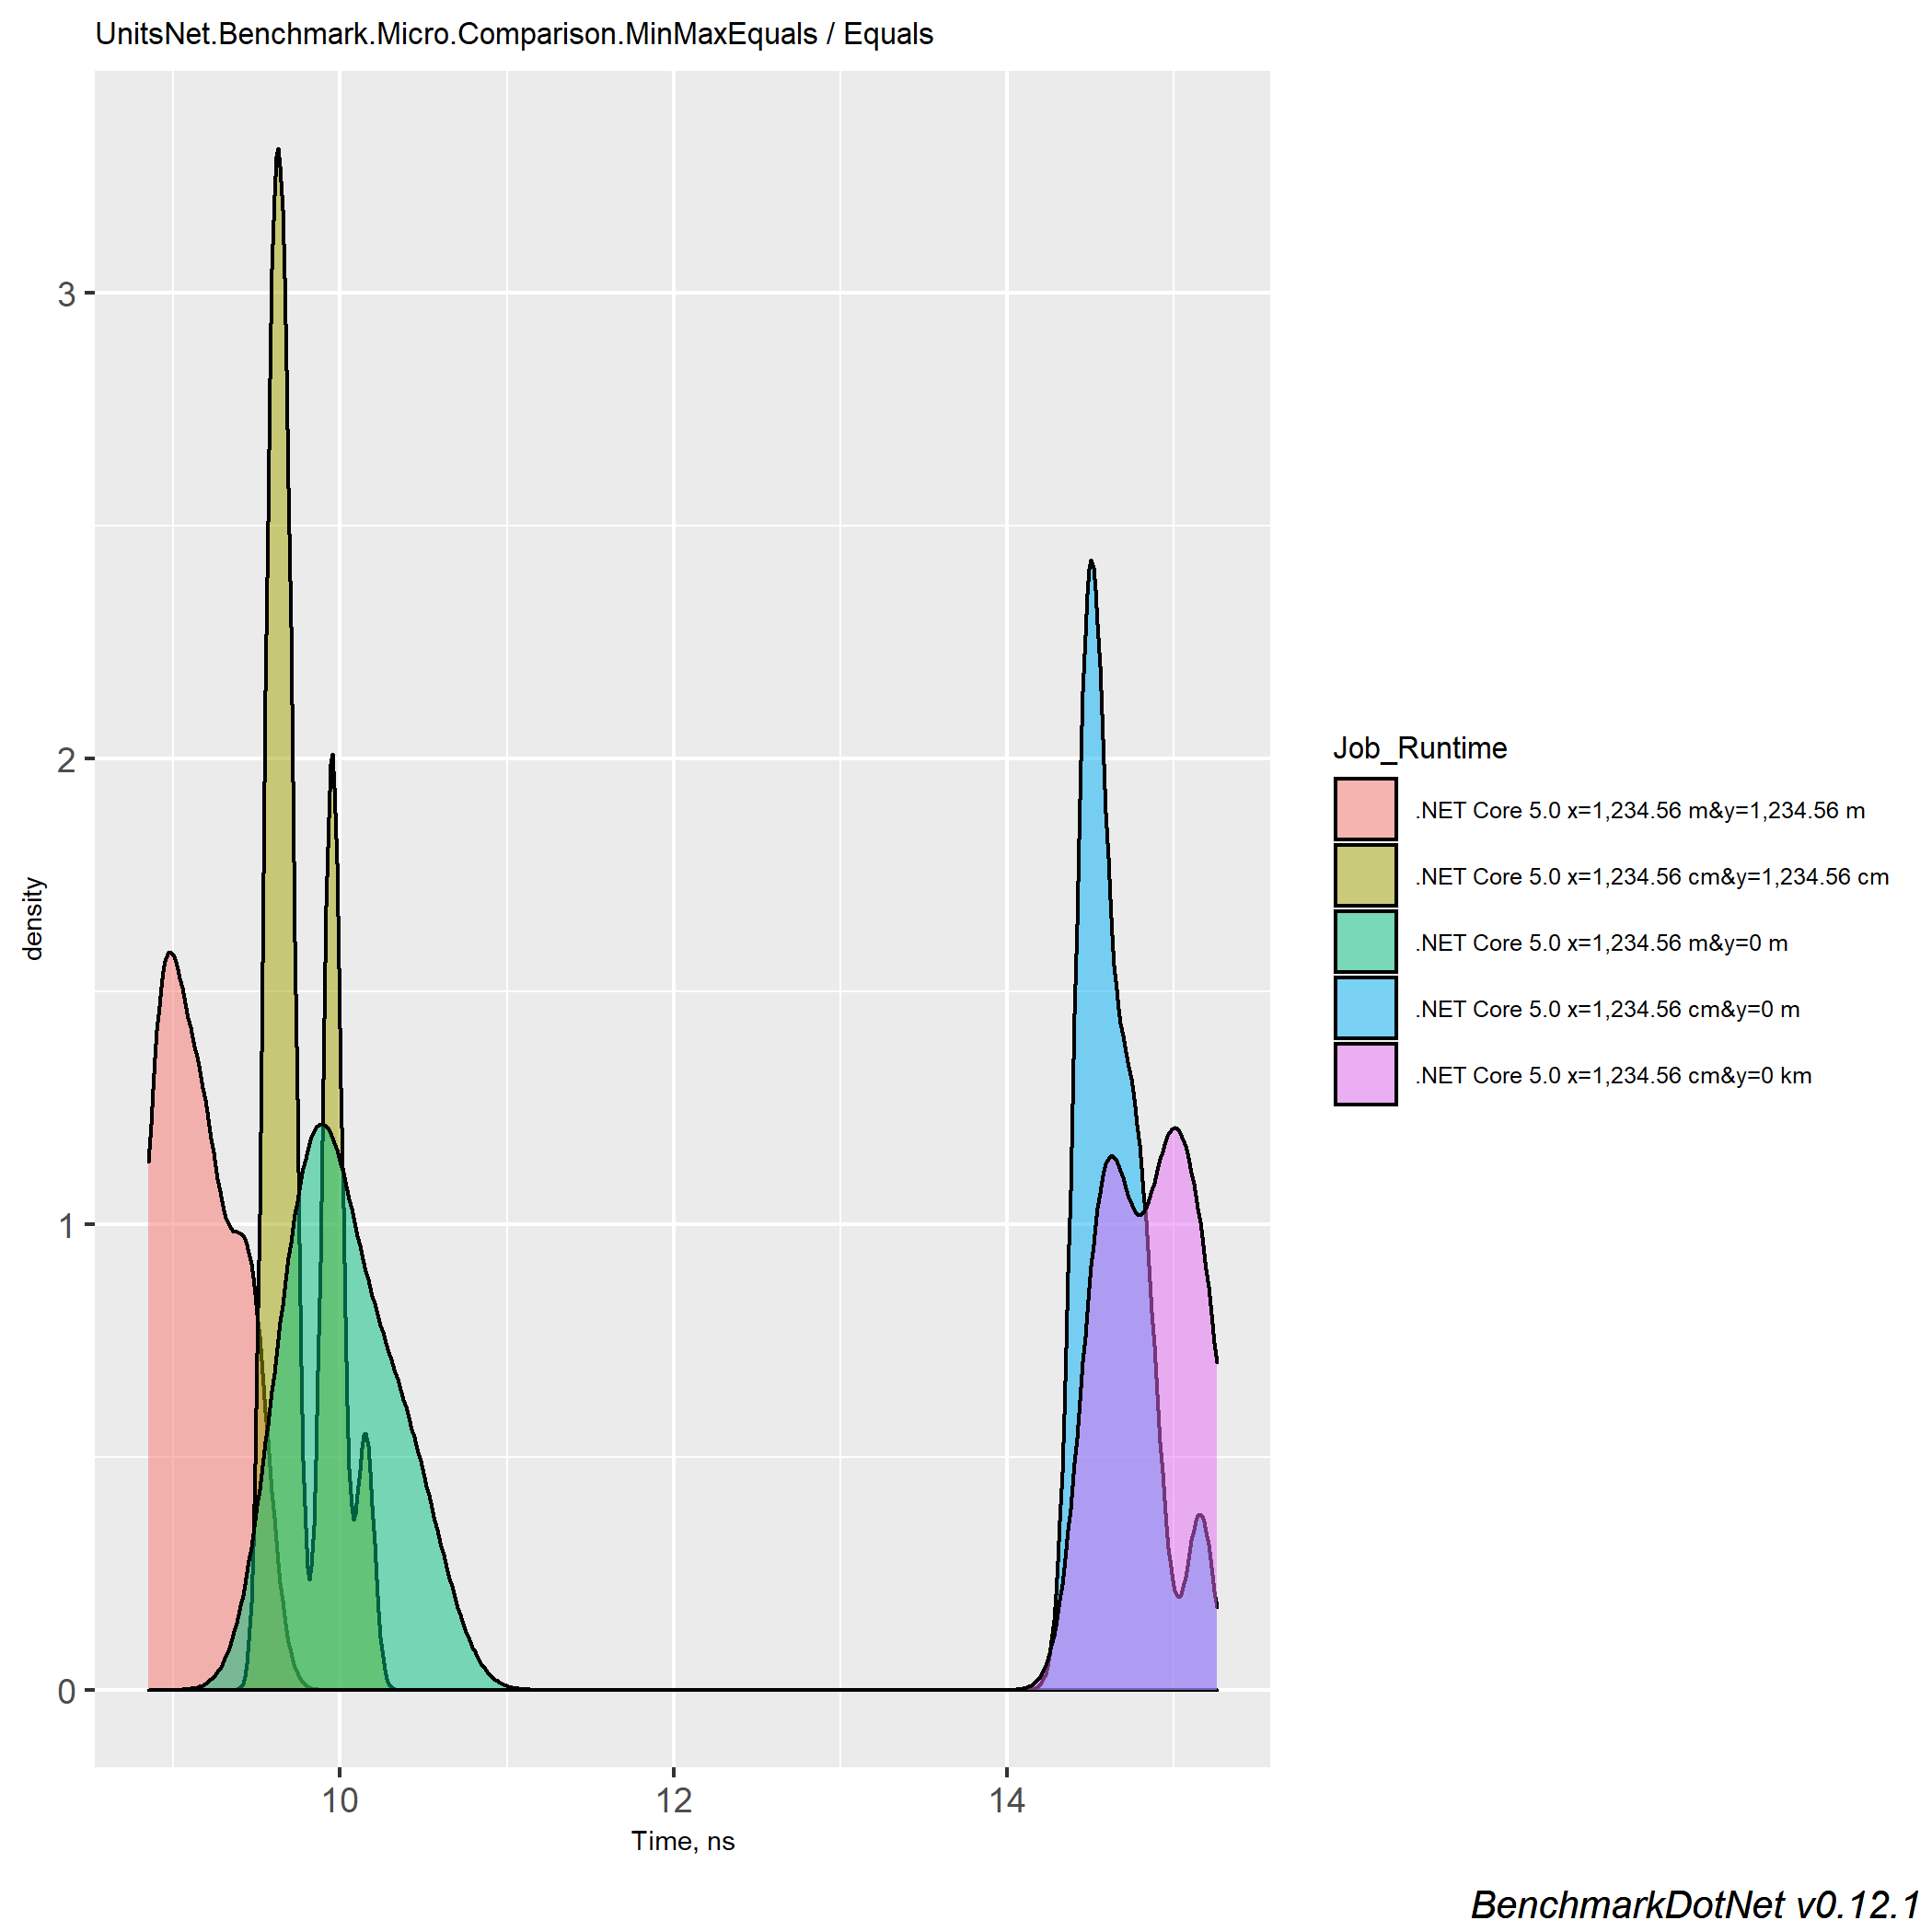 UnitsNet.Benchmark.Micro.Comparison.MinMaxEquals / Equals
3
2
1
0
density
10 12 14
Time, ns
Job_Runtime
.NET Core 5.0 x=1,234.56 m&y=1,234.56 m
.NET Core 5.0 x=1,234.56 cm&y=1,234.56 cm
.NET Core 5.0 x=1,234.56 m&y=0 m
.NET Core 5.0 x=1,234.56 cm&y=0 m
.NET Core 5.0 x=1,234.56 cm&y=0 km
BenchmarkDotNet v0.12.1